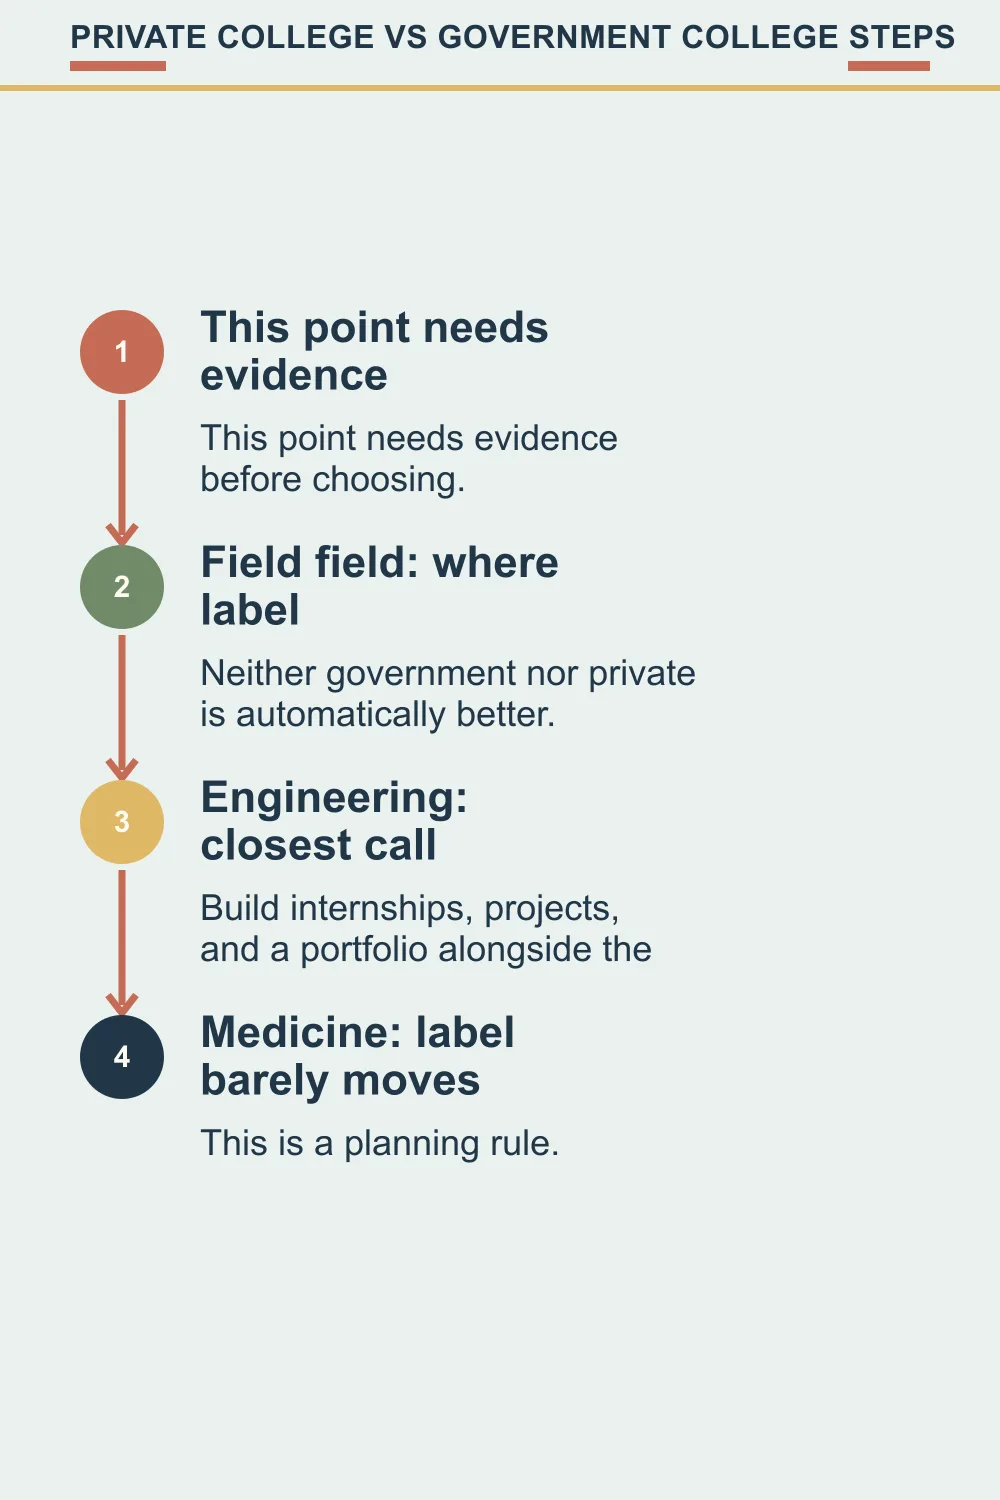 PRIVATE COLLEGE VS GOVERNMENT COLLEGE STEPS
1
This point needs
evidence
This point needs evidence
before choosing.
2
Field field: where
label
Neither government nor private
is automatically better.
3
Engineering:
closest call
Build internships, projects,
and a portfolio alongside the
4
Medicine: label
barely moves
This is a planning rule.